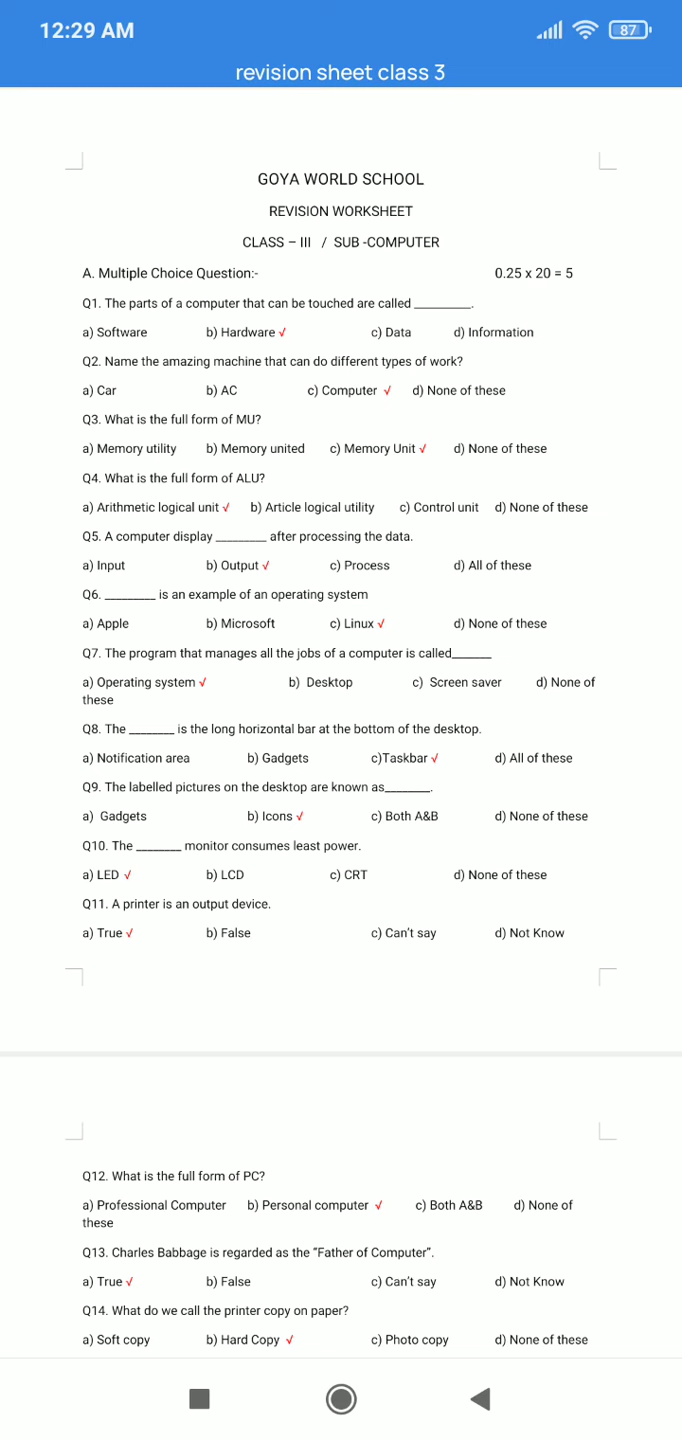 12:29 AM
87
revision sheet class 3
GOYA WORLD SCHOOL
REVISION WORKSHEET
CLASS – III / SUB -COMPUTER
A. Multiple Choice Question:- 0.25 x 20 = 5
Q1. The parts of a computer that can be touched are called _________.
a) Software b) Hardware √ c) Data d) Information
Q2. Name the amazing machine that can do different types of work?
a) Car b) AC c) Computer √ d) None of these
Q3. What is the full form of MU?
a) Memory utility b) Memory united c) Memory Unit √ d) None of these
Q4. What is the full form of ALU?
a) Arithmetic logical unit √ b) Article logical utility c) Control unit d) None of these
Q5. A computer display ________ after processing the data.
a) Input b) Output √ c) Process d) All of these
Q6. ________ is an example of an operating system
a) Apple b) Microsoft c) Linux √ d) None of these
Q7. The program that manages all the jobs of a computer is called______
a) Operating system √ b) Desktop c) Screen saver d) None of
these
Q8. The _______ is the long horizontal bar at the bottom of the desktop.
a) Notification area b) Gadgets c)Taskbar √ d) All of these
Q9. The labelled pictures on the desktop are known as_______.
a) Gadgets b) Icons √ c) Both A&B d) None of these
Q10. The _______ monitor consumes least power.
a) LED √ b) LCD c) CRT d) None of these
Q11. A printer is an output device.
a) True √ b) False c) Can't say d) Not Know
Q12. What is the full form of PC?
a) Professional Computer b) Personal computer √ c) Both A&B d) None of
these
Q13. Charles Babbage is regarded as the “Father of Computer”.
a) True √ b) False c) Can't say d) Not Know
Q14. What do we call the printer copy on paper?
a) Soft copy b) Hard Copy √ c) Photo copy d) None of these